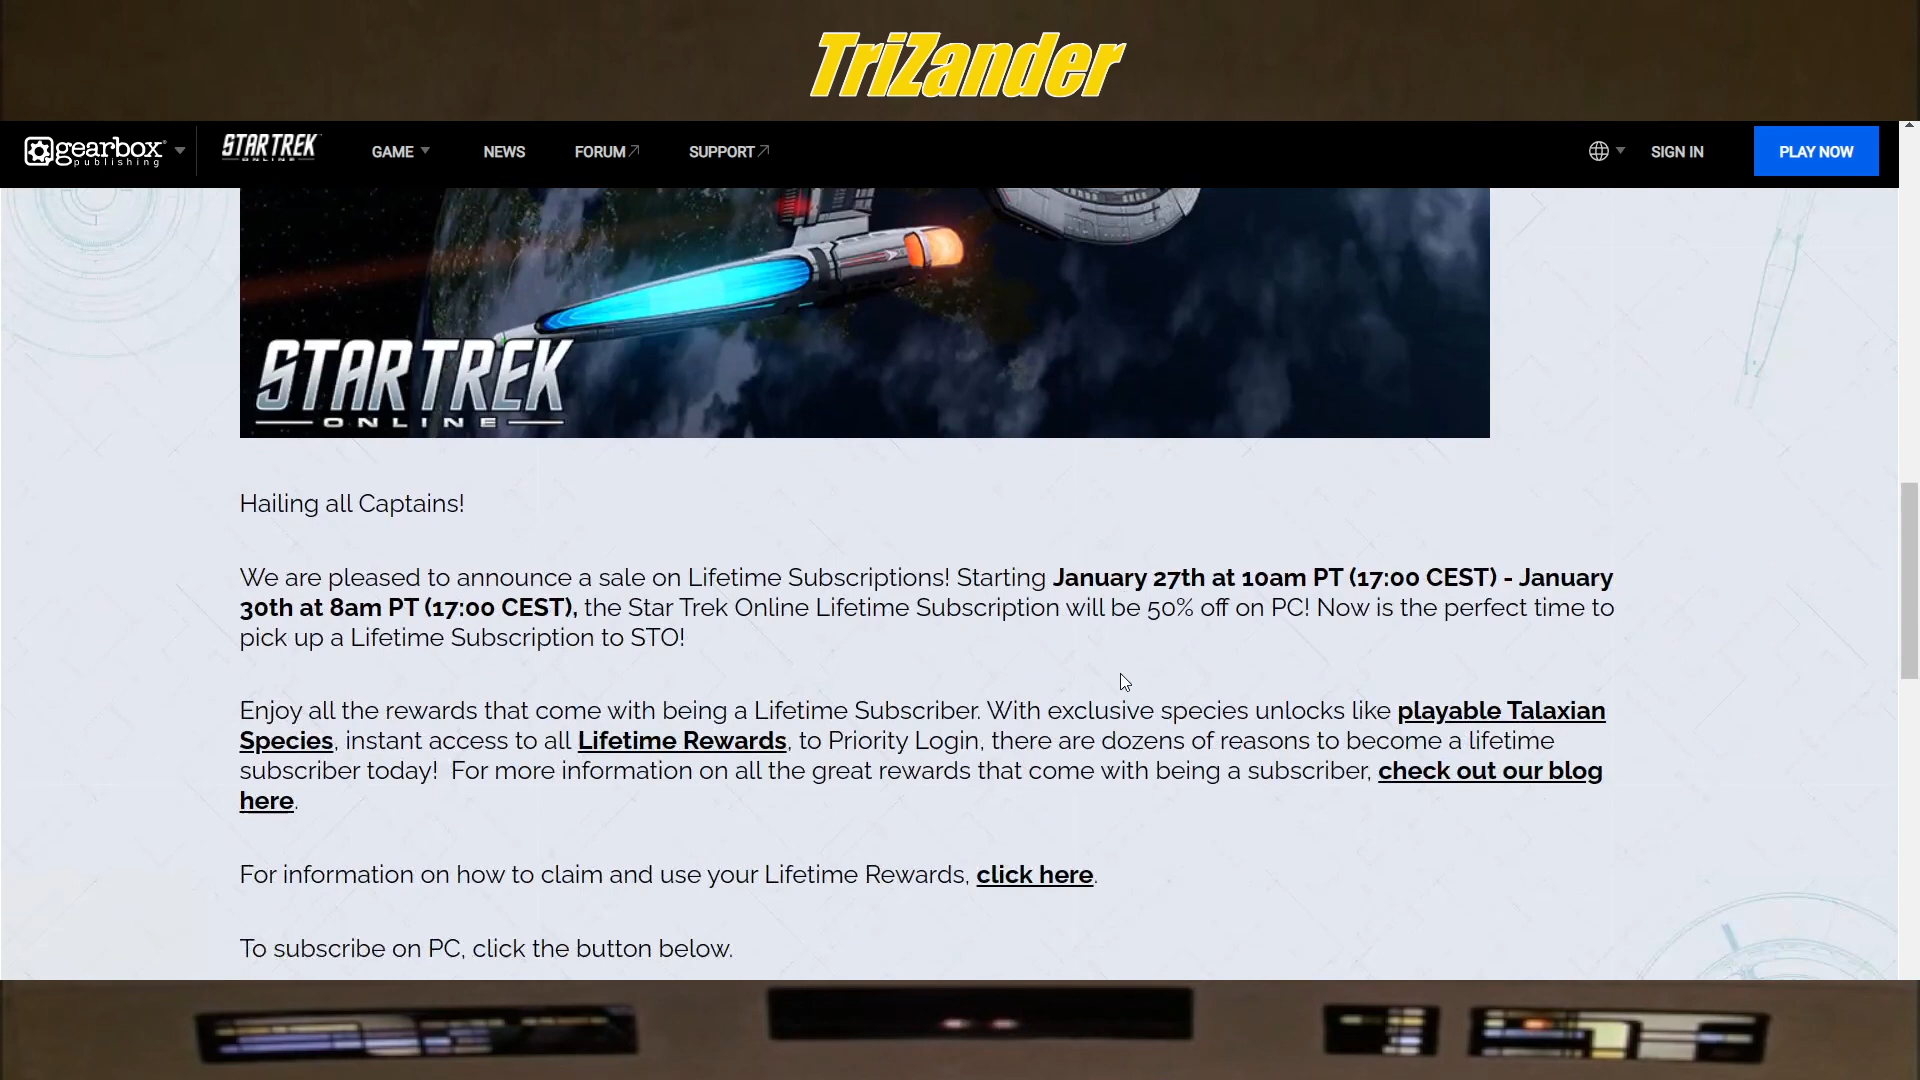 TriZander
gearbox publishing
STAR TREK ONLINE
GAME
NEWS
FORUM
SUPPORT
SIGN IN
PLAY NOW
STAR TREK
ONLINE
Hailing all Captains!
We are pleased to announce a sale on Lifetime Subscriptions! Starting January 27th at 10am PT (17:00 CEST) - January
30th at 8am PT (17:00 CEST), the Star Trek Online Lifetime Subscription will be 50% off on PC! Now is the perfect time to
pick up a Lifetime Subscription to STO!
Enjoy all the rewards that come with being a Lifetime Subscriber. With exclusive species unlocks like playable Talaxian
Species, instant access to all Lifetime Rewards, to Priority Login, there are dozens of reasons to become a lifetime
subscriber today!  For more information on all the great rewards that come with being a subscriber, check out our blog
here.
For information on how to claim and use your Lifetime Rewards, click here.
To subscribe on PC, click the button below.